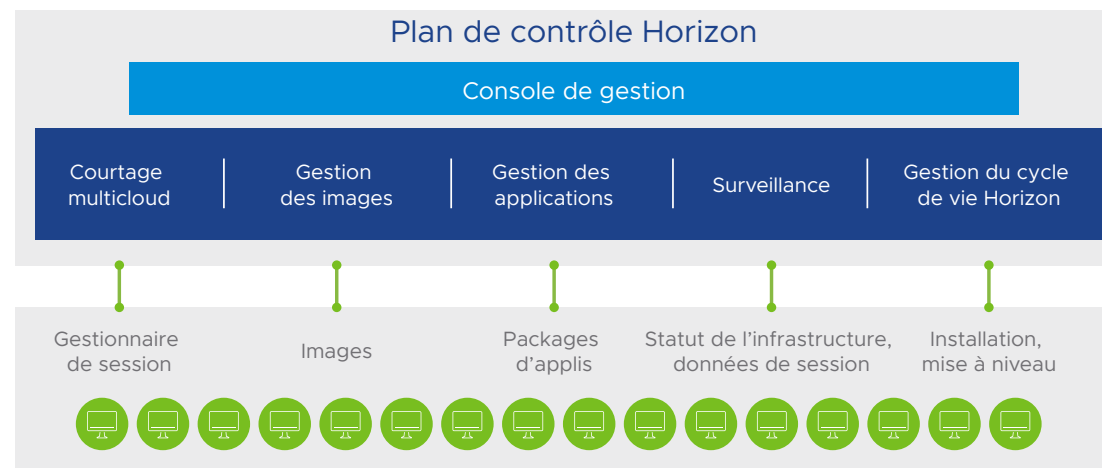 Plan de contrôle Horizon
Console de gestion
Courtage
multicloud
Gestion
des images
Gestion des
applications
Surveillance
Gestion du cycle
de vie Horizon
Gestionnaire
de session
Images
Packages
d’applis
Statut de l’infrastructure,
données de session
Installation,
mise à niveau